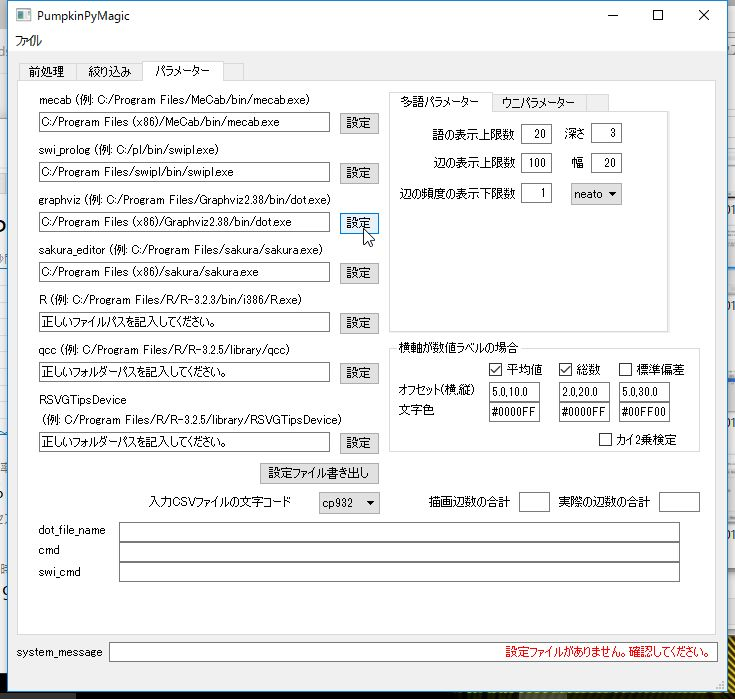 PumpkinPyMagic
ファイル
前処理 絞り込み パラメーター
mecab (例: C:/Program Files/MeCab/bin/mecab.exe)
C:/Program Files (x86)/MeCab/bin/mecab.exe 設定
swi_prolog (例: C:/pl/bin/swipl.exe)
C:/Program Files/swipl/bin/swipl.exe 設定
graphviz (例: C:/Program Files/Graphviz2.38/bin/dot.exe)
C:/Program Files (x86)/Graphviz2.38/bin/dot.exe 設定
sakura_editor (例: C:/Program Files/sakura/sakura.exe)
C:/Program Files (x86)/sakura/sakura.exe 設定
R (例: C:/Program Files/R/R-3.2.3/bin/i386/R.exe)
正しいファイルパスを記入してください。 設定
qcc (例: C:/Program Files/R/R-3.2.5/library/qcc)
正しいフォルダーパスを記入してください。 設定
RSVGTipsDevice
(例: C:/Program Files/R/R-3.2.5/library/RSVGTipsDevice)
正しいフォルダーパスを記入してください。 設定
設定ファイル書き出し
多語パラメーター ウニパラメーター
語の表示上限数 20 深さ 3
辺の表示上限数 100 幅 20
辺の頻度の表示下限数 1 neato
横軸が数値ラベルの場合
平均値 総数 標準偏差
オフセット(横,縦) 5.0,10.0 2.0,20.0 5.0,30.0
文字色 #0000FF #0000FF #00FF00
カイ2乗検定
入力CSVファイルの文字コード cp932 描画辺数の合計 実際の辺数の合計
dot_file_name
cmd
swi_cmd
system_message 設定ファイルがありません。確認してください。